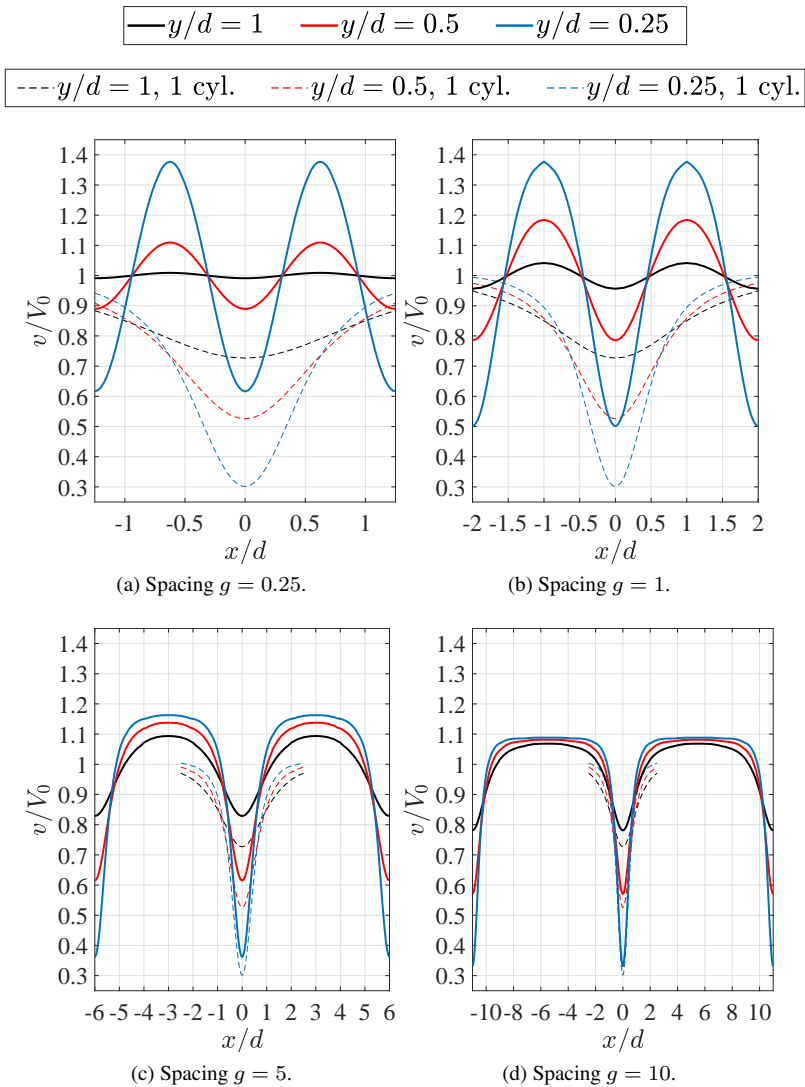 y/d = 1 y/d = 0.5 y/d = 0.25
y/d = 1, 1 cyl. y/d = 0.5, 1 cyl. y/d = 0.25, 1 cyl.
1.4
1.3
1.2
1.1
1
0.9
0.8
0.7
0.6
0.5
0.4
0.3
v/V₀
-1 -0.5 0 0.5 1
x/d
(a) Spacing g = 0.25.
1.4
1.3
1.2
1.1
1
0.9
0.8
0.7
0.6
0.5
0.4
0.3
v/V₀
-2 -1.5 -1 -0.5 0 0.5 1 1.5 2
x/d
(b) Spacing g = 1.
1.4
1.3
1.2
1.1
1
0.9
0.8
0.7
0.6
0.5
0.4
0.3
v/V₀
-6 -5 -4 -3 -2 -1 0 1 2 3 4 5 6
x/d
(c) Spacing g = 5.
1.4
1.3
1.2
1.1
1
0.9
0.8
0.7
0.6
0.5
0.4
0.3
v/V₀
-10 -8 -6 -4 -2 0 2 4 6 8 10
x/d
(d) Spacing g = 10.